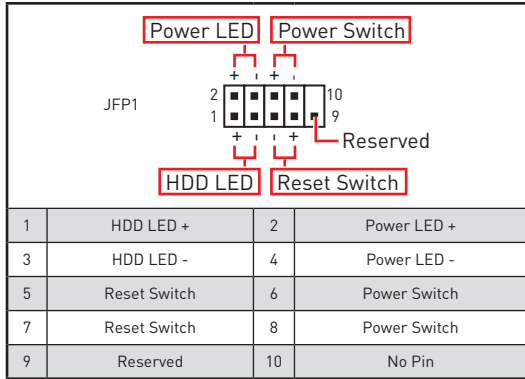 Power LED Power Switch
+ - + -
JFP1
2 10
1 9
+ - - +
Reserved
HDD LED Reset Switch
1 HDD LED + 2 Power LED +
3 HDD LED - 4 Power LED -
5 Reset Switch 6 Power Switch
7 Reset Switch 8 Power Switch
9 Reserved 10 No Pin